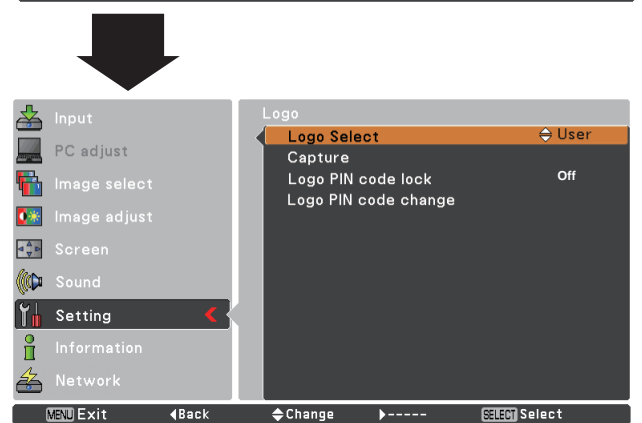 Input
PC adjust
Image select
Image adjust
Screen
Sound
Setting
Information
Network
Logo
Logo Select User
Capture
Logo PIN code lock Off
Logo PIN code change
MENU Exit Back Change ----- SELECT Select